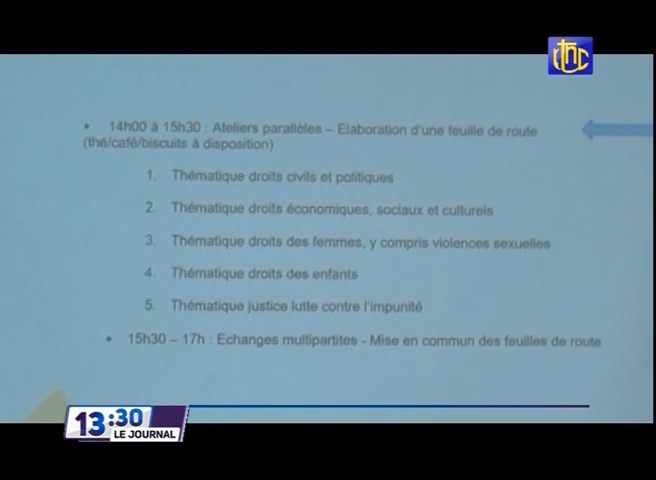 rtnc
• 14h00 à 15h30 : Ateliers parallèles – Elaboration d'une feuille de route
(thé/café/biscuits à disposition)
1. Thématique droits civils et politiques
2. Thématique droits économiques, sociaux et culturels
3. Thématique droits des femmes, y compris violences sexuelles
4. Thématique droits des enfants
5. Thématique justice lutte contre l'impunité
• 15h30 – 17h : Echanges multipartites - Mise en commun des feuilles de route
13:30
LE JOURNAL